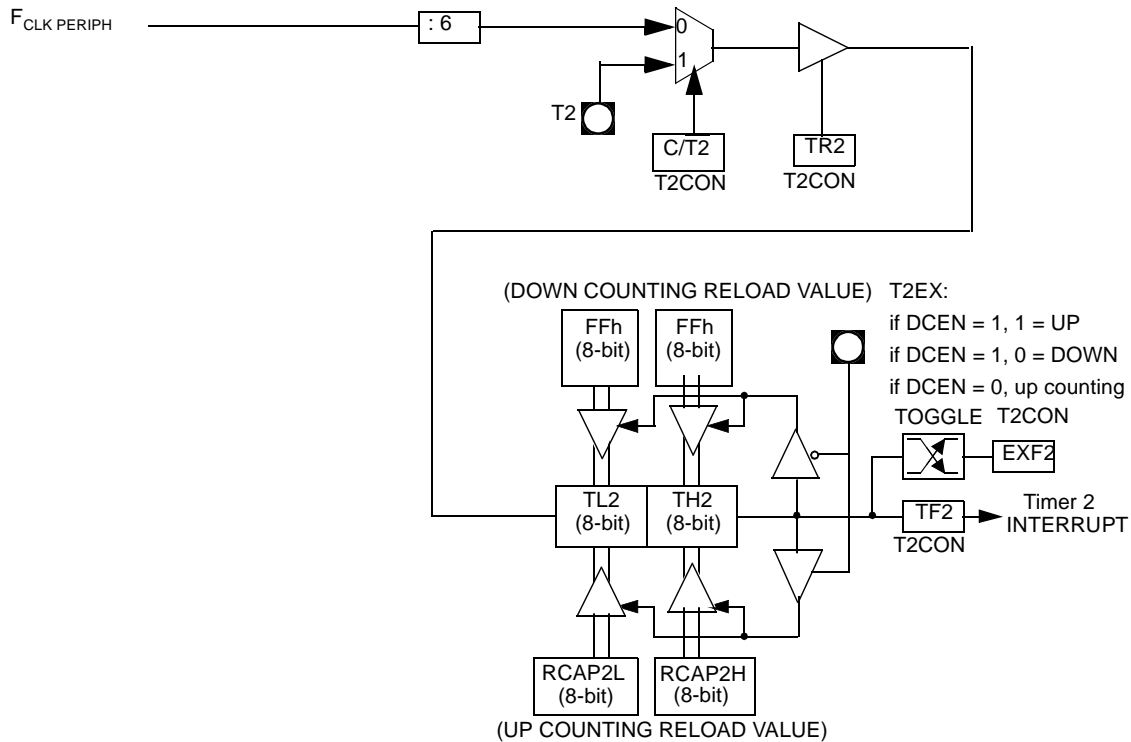 FCLK PERIPH
: 6
0
1
T2
C/T2
TR2
T2CON
T2CON
(DOWN COUNTING RELOAD VALUE)
T2EX:
if DCEN = 1, 1 = UP
if DCEN = 1, 0 = DOWN
if DCEN = 0, up counting
FFh
(8-bit)
FFh
(8-bit)
TOGGLE
T2CON
EXF2
TL2
(8-bit)
TH2
(8-bit)
TF2
T2CON
Timer 2
INTERRUPT
RCAP2L
(8-bit)
RCAP2H
(8-bit)
(UP COUNTING RELOAD VALUE)